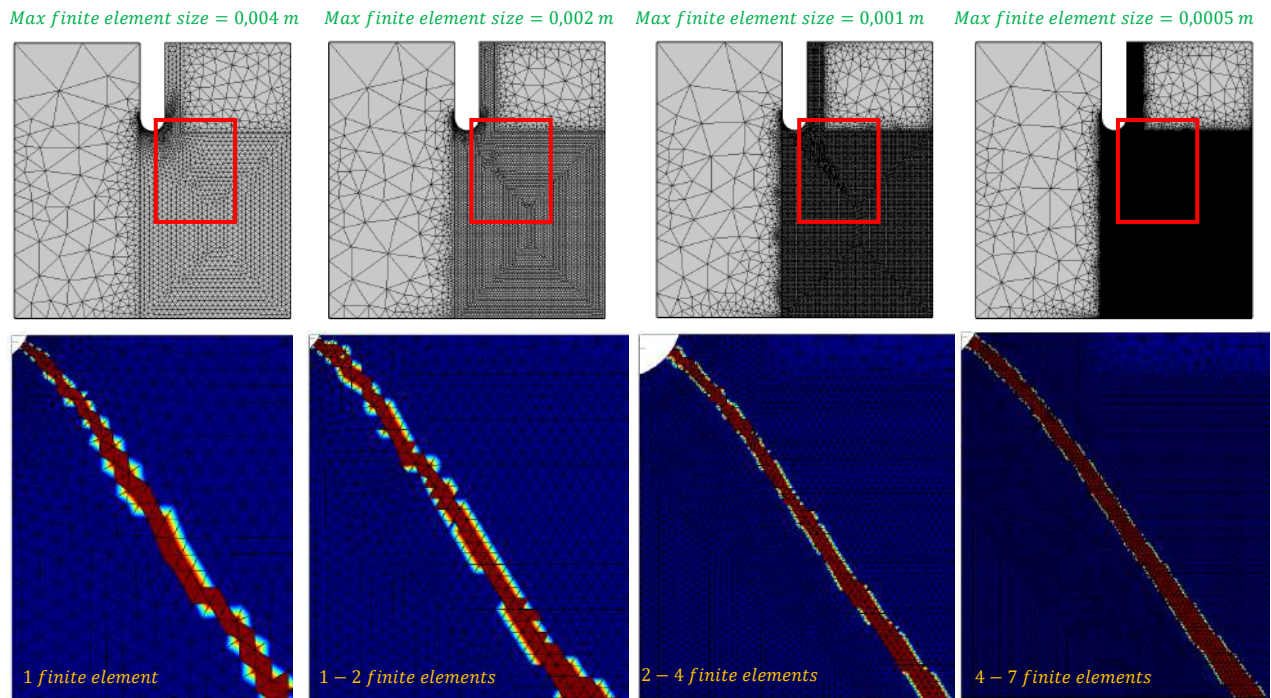 Max finite element size = 0,004 m
Max finite element size = 0,002 m
Max finite element size = 0,001 m
Max finite element size = 0,0005 m
1 finite element
1 − 2 finite elements
2 − 4 finite elements
4 − 7 finite elements